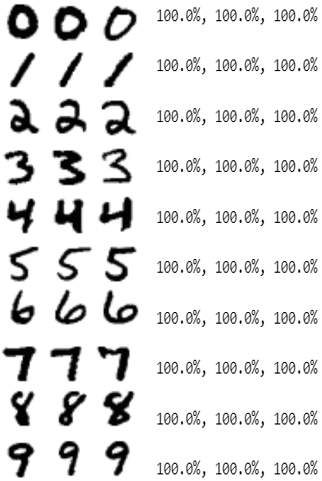 0 0 0 100.0%, 100.0%, 100.0%
1 1 1 100.0%, 100.0%, 100.0%
2 2 2 100.0%, 100.0%, 100.0%
3 3 3 100.0%, 100.0%, 100.0%
4 4 4 100.0%, 100.0%, 100.0%
5 5 5 100.0%, 100.0%, 100.0%
6 6 6 100.0%, 100.0%, 100.0%
7 7 7 100.0%, 100.0%, 100.0%
8 8 8 100.0%, 100.0%, 100.0%
9 9 9 100.0%, 100.0%, 100.0%